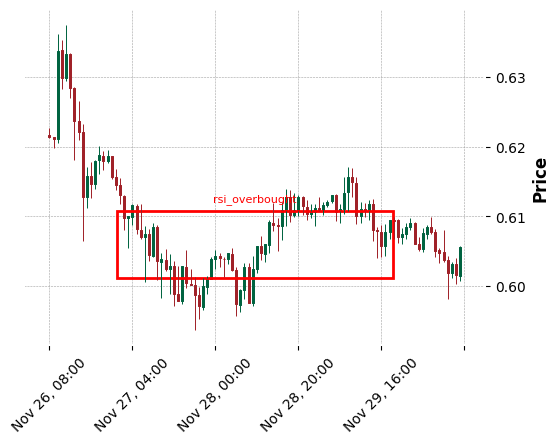 0.63
0.62
rsi_overbought
0.61
0.60
Price
Nov 26, 08:00
Nov 27, 04:00
Nov 28, 00:00
Nov 28, 20:00
Nov 29, 16:00